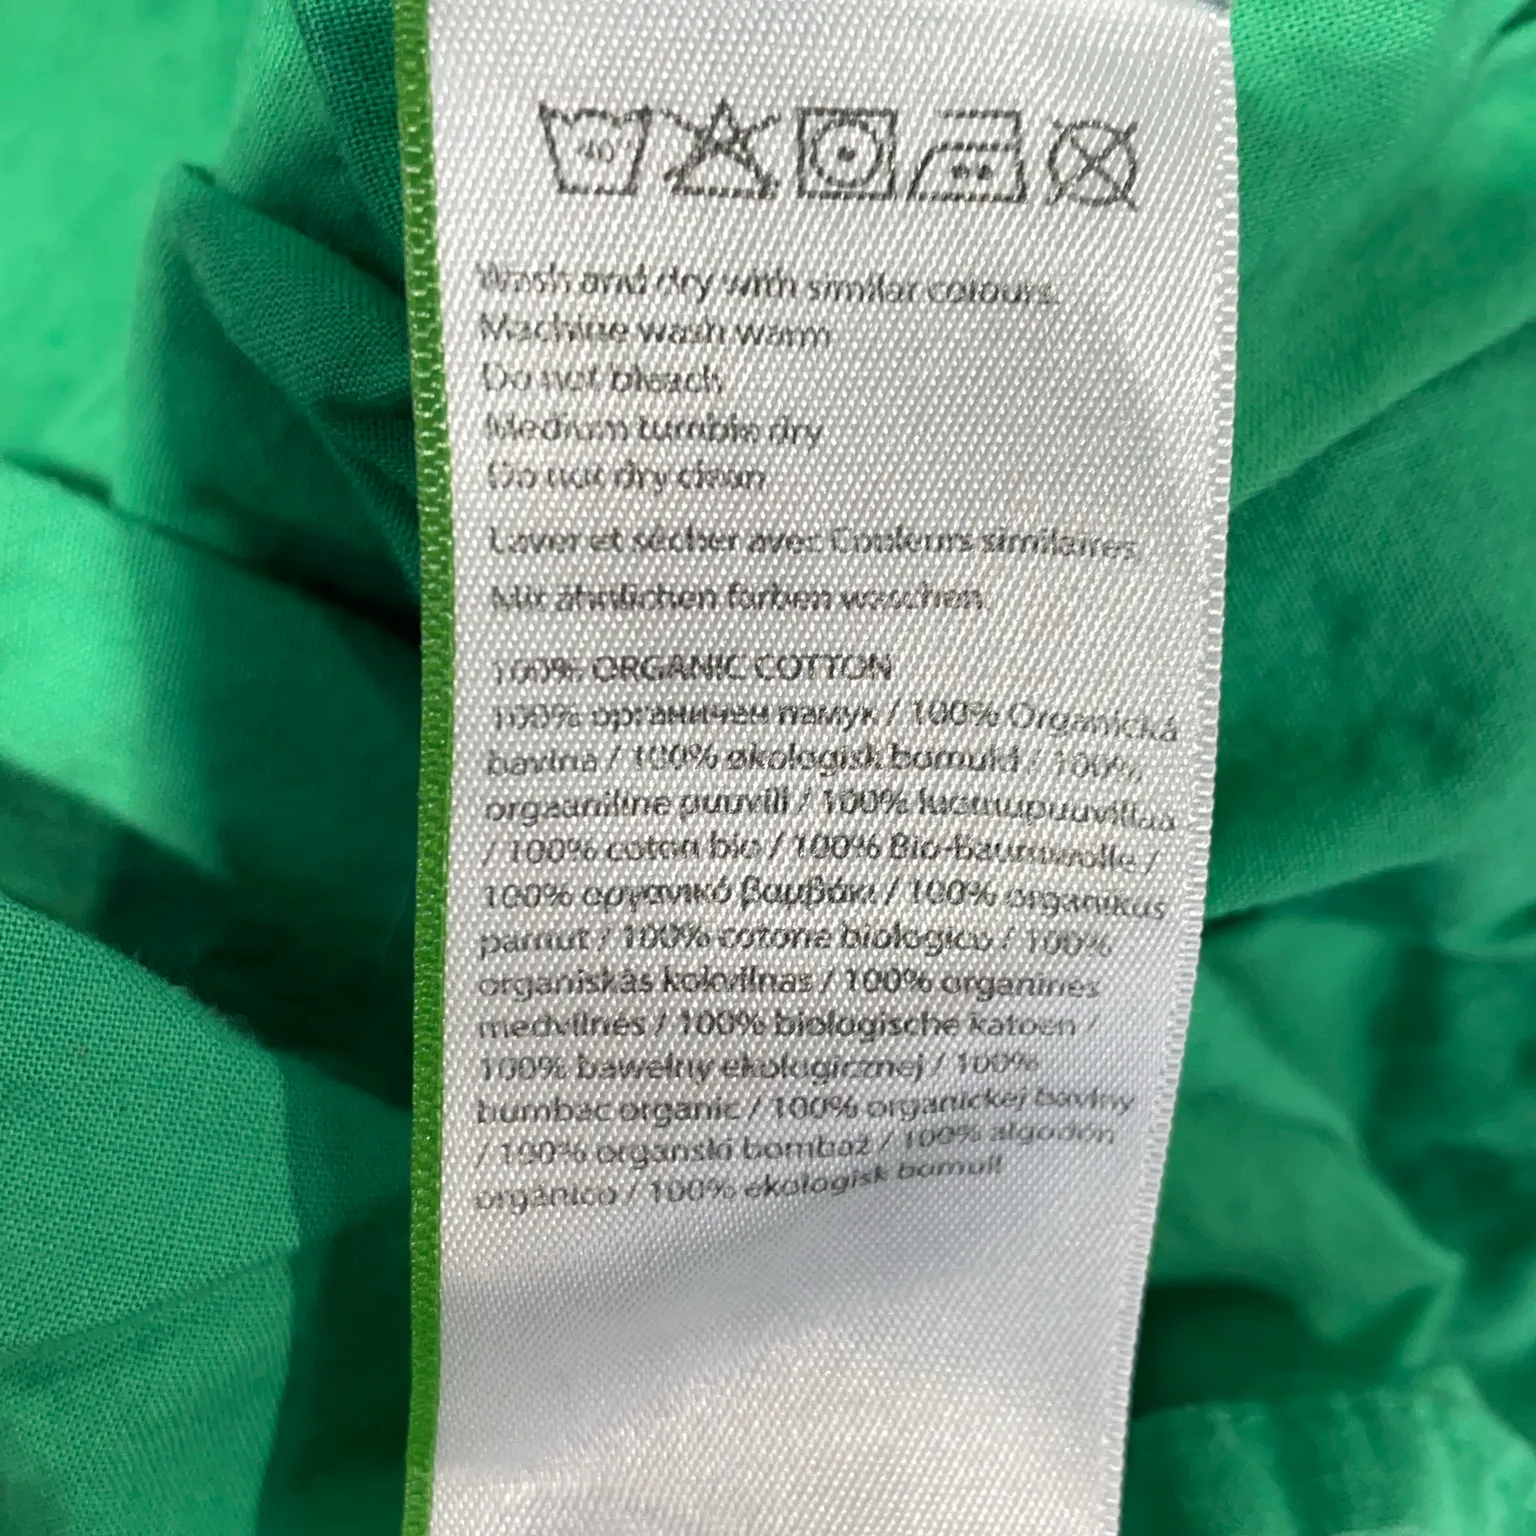 40°
Wash and dry with similar colours.
Machine wash warm
Do not bleach
Medium tumble dry
Do not dry clean
Laver et sécher avec Couleurs similaires.
Mit ähnlichen farben waschen.
100% ORGANIC COTTON
100% органичен памук / 100% Organická
bavlna / 100% økologisk bomuld / 100%
orgaaniline puuvill / 100% luomupuuvillaa
/ 100% coton bio / 100% Bio-Baumwolle /
100% οργανικό βαμβάκι / 100% organikus
pamut / 100% cotone biologico / 100%
organiskās kokvilnas / 100% organinės
medvilnės / 100% biologische katoen /
100% bawełny ekologicznej / 100%
bumbac organic / 100% organickej bavlny
/ 100% organski bombaž / 100% algodón
orgánico / 100% ekologisk bomull